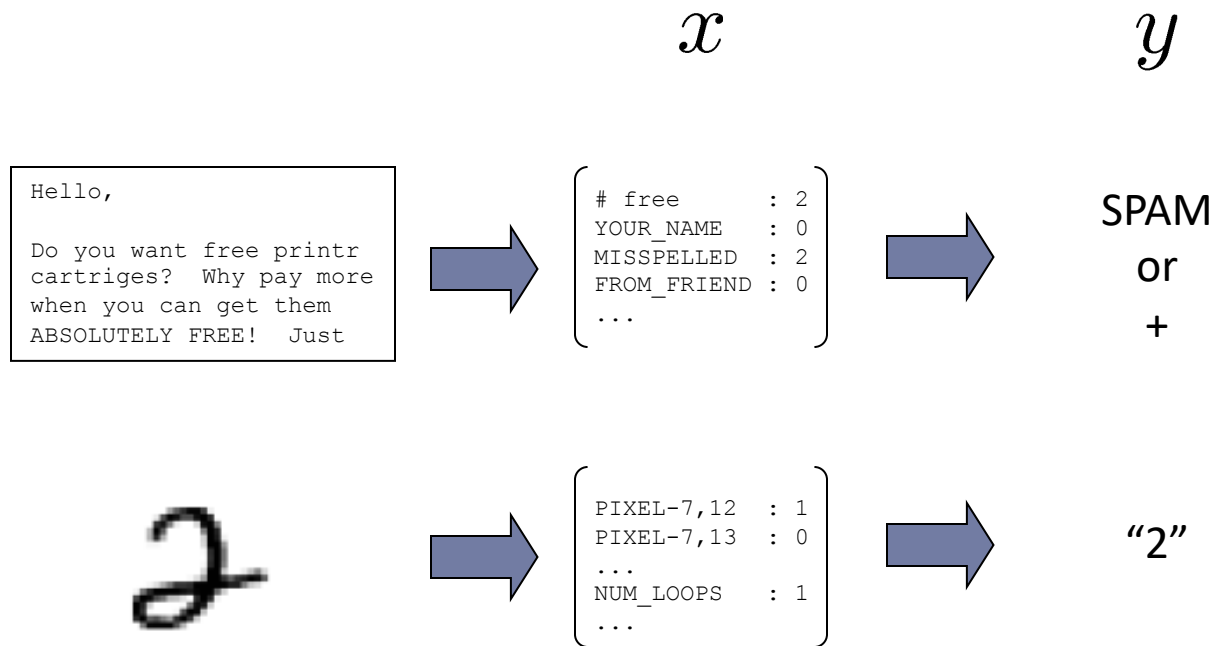 x y
Hello,
Do you want free printr
cartriges? Why pay more
when you can get them
ABSOLUTELY FREE! Just
# free : 2
YOUR_NAME : 0
MISSPELLED : 2
FROM_FRIEND : 0
...
SPAM
or
+
2
PIXEL-7,12 : 1
PIXEL-7,13 : 0
...
NUM_LOOPS : 1
...
“2”